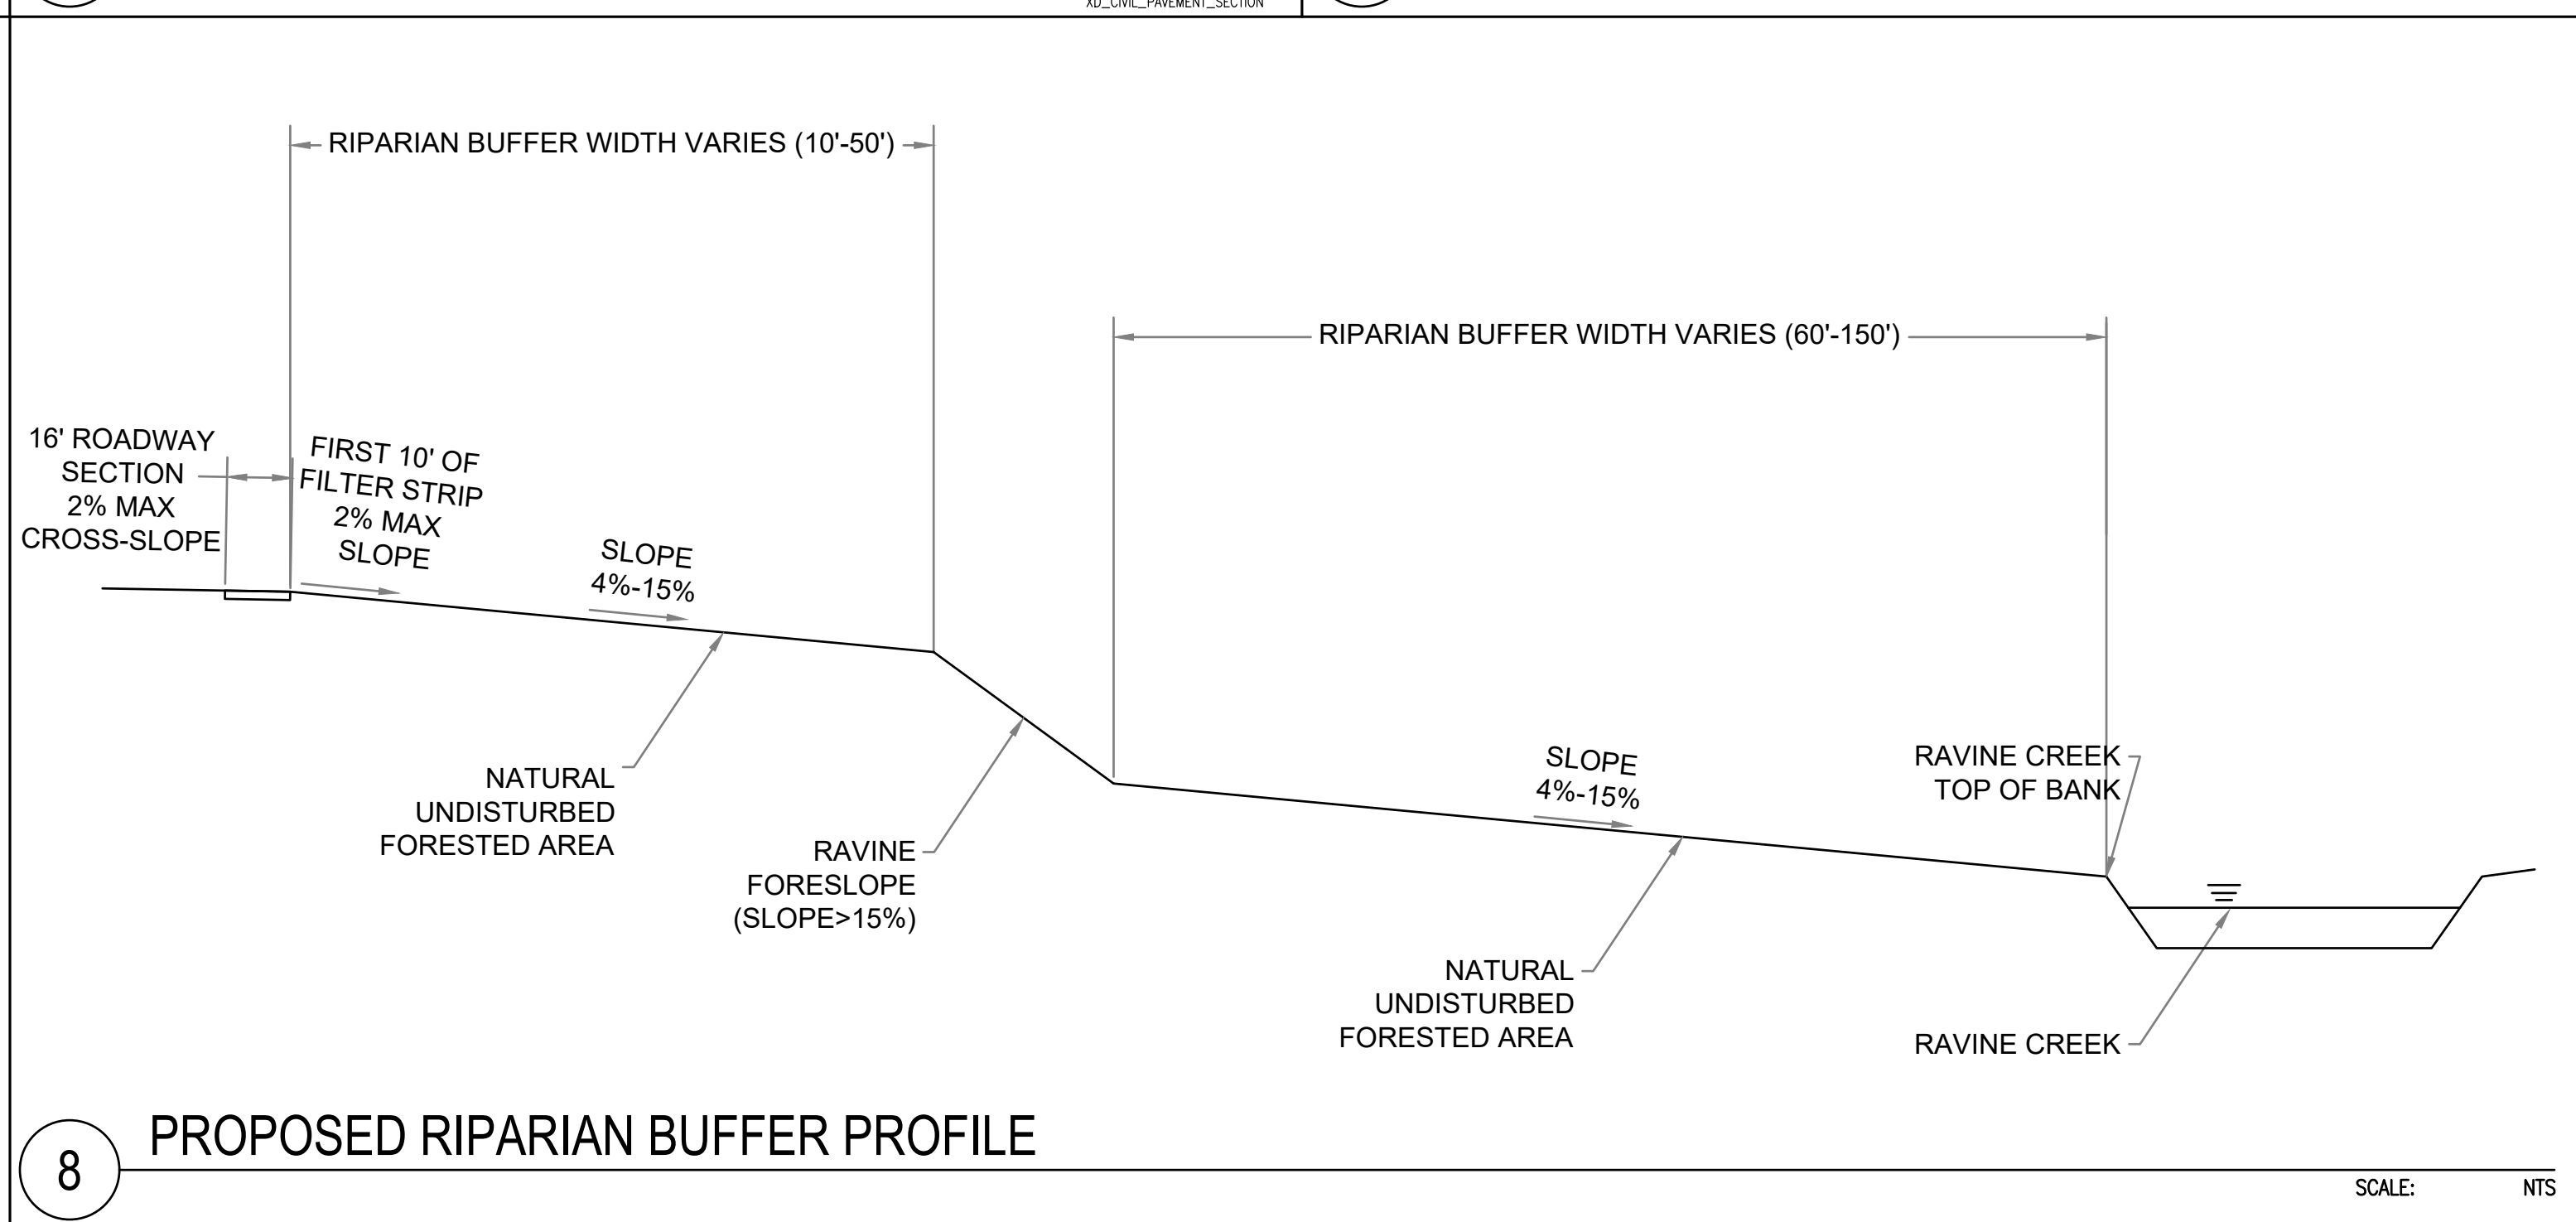 XD_CIVIL_PAVEMENT_SECTION
RIPARIAN BUFFER WIDTH VARIES (10'-50')
RIPARIAN BUFFER WIDTH VARIES (60'-150')
16' ROADWAY
SECTION
2% MAX
CROSS-SLOPE
FIRST 10' OF
FILTER STRIP
2% MAX
SLOPE
SLOPE
4%-15%
NATURAL
UNDISTURBED
FORESTED AREA
RAVINE
FORESLOPE
(SLOPE>15%)
SLOPE
4%-15%
NATURAL
UNDISTURBED
FORESTED AREA
RAVINE CREEK
TOP OF BANK
RAVINE CREEK
8
PROPOSED RIPARIAN BUFFER PROFILE
SCALE: NTS